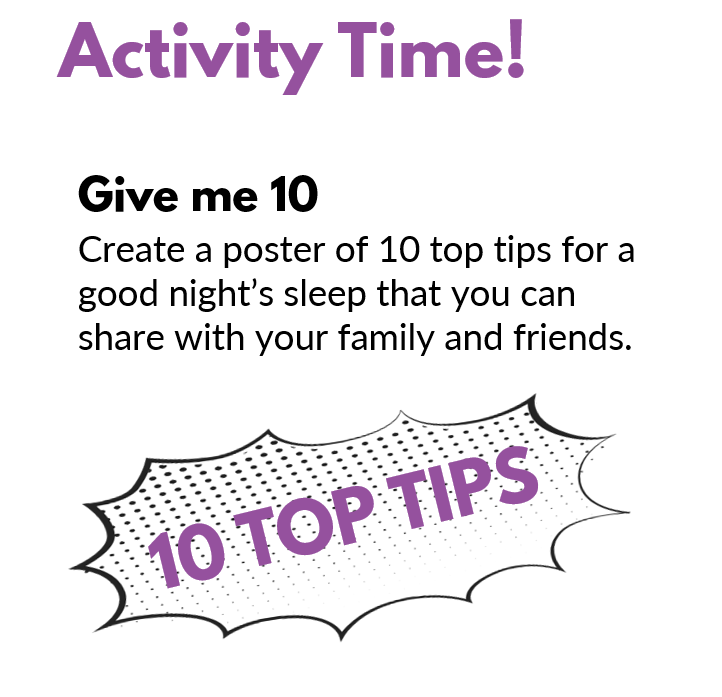 Activity Time!
Give me 10
Create a poster of 10 top tips for a
good night’s sleep that you can
share with your family and friends.
10 TOP TIPS